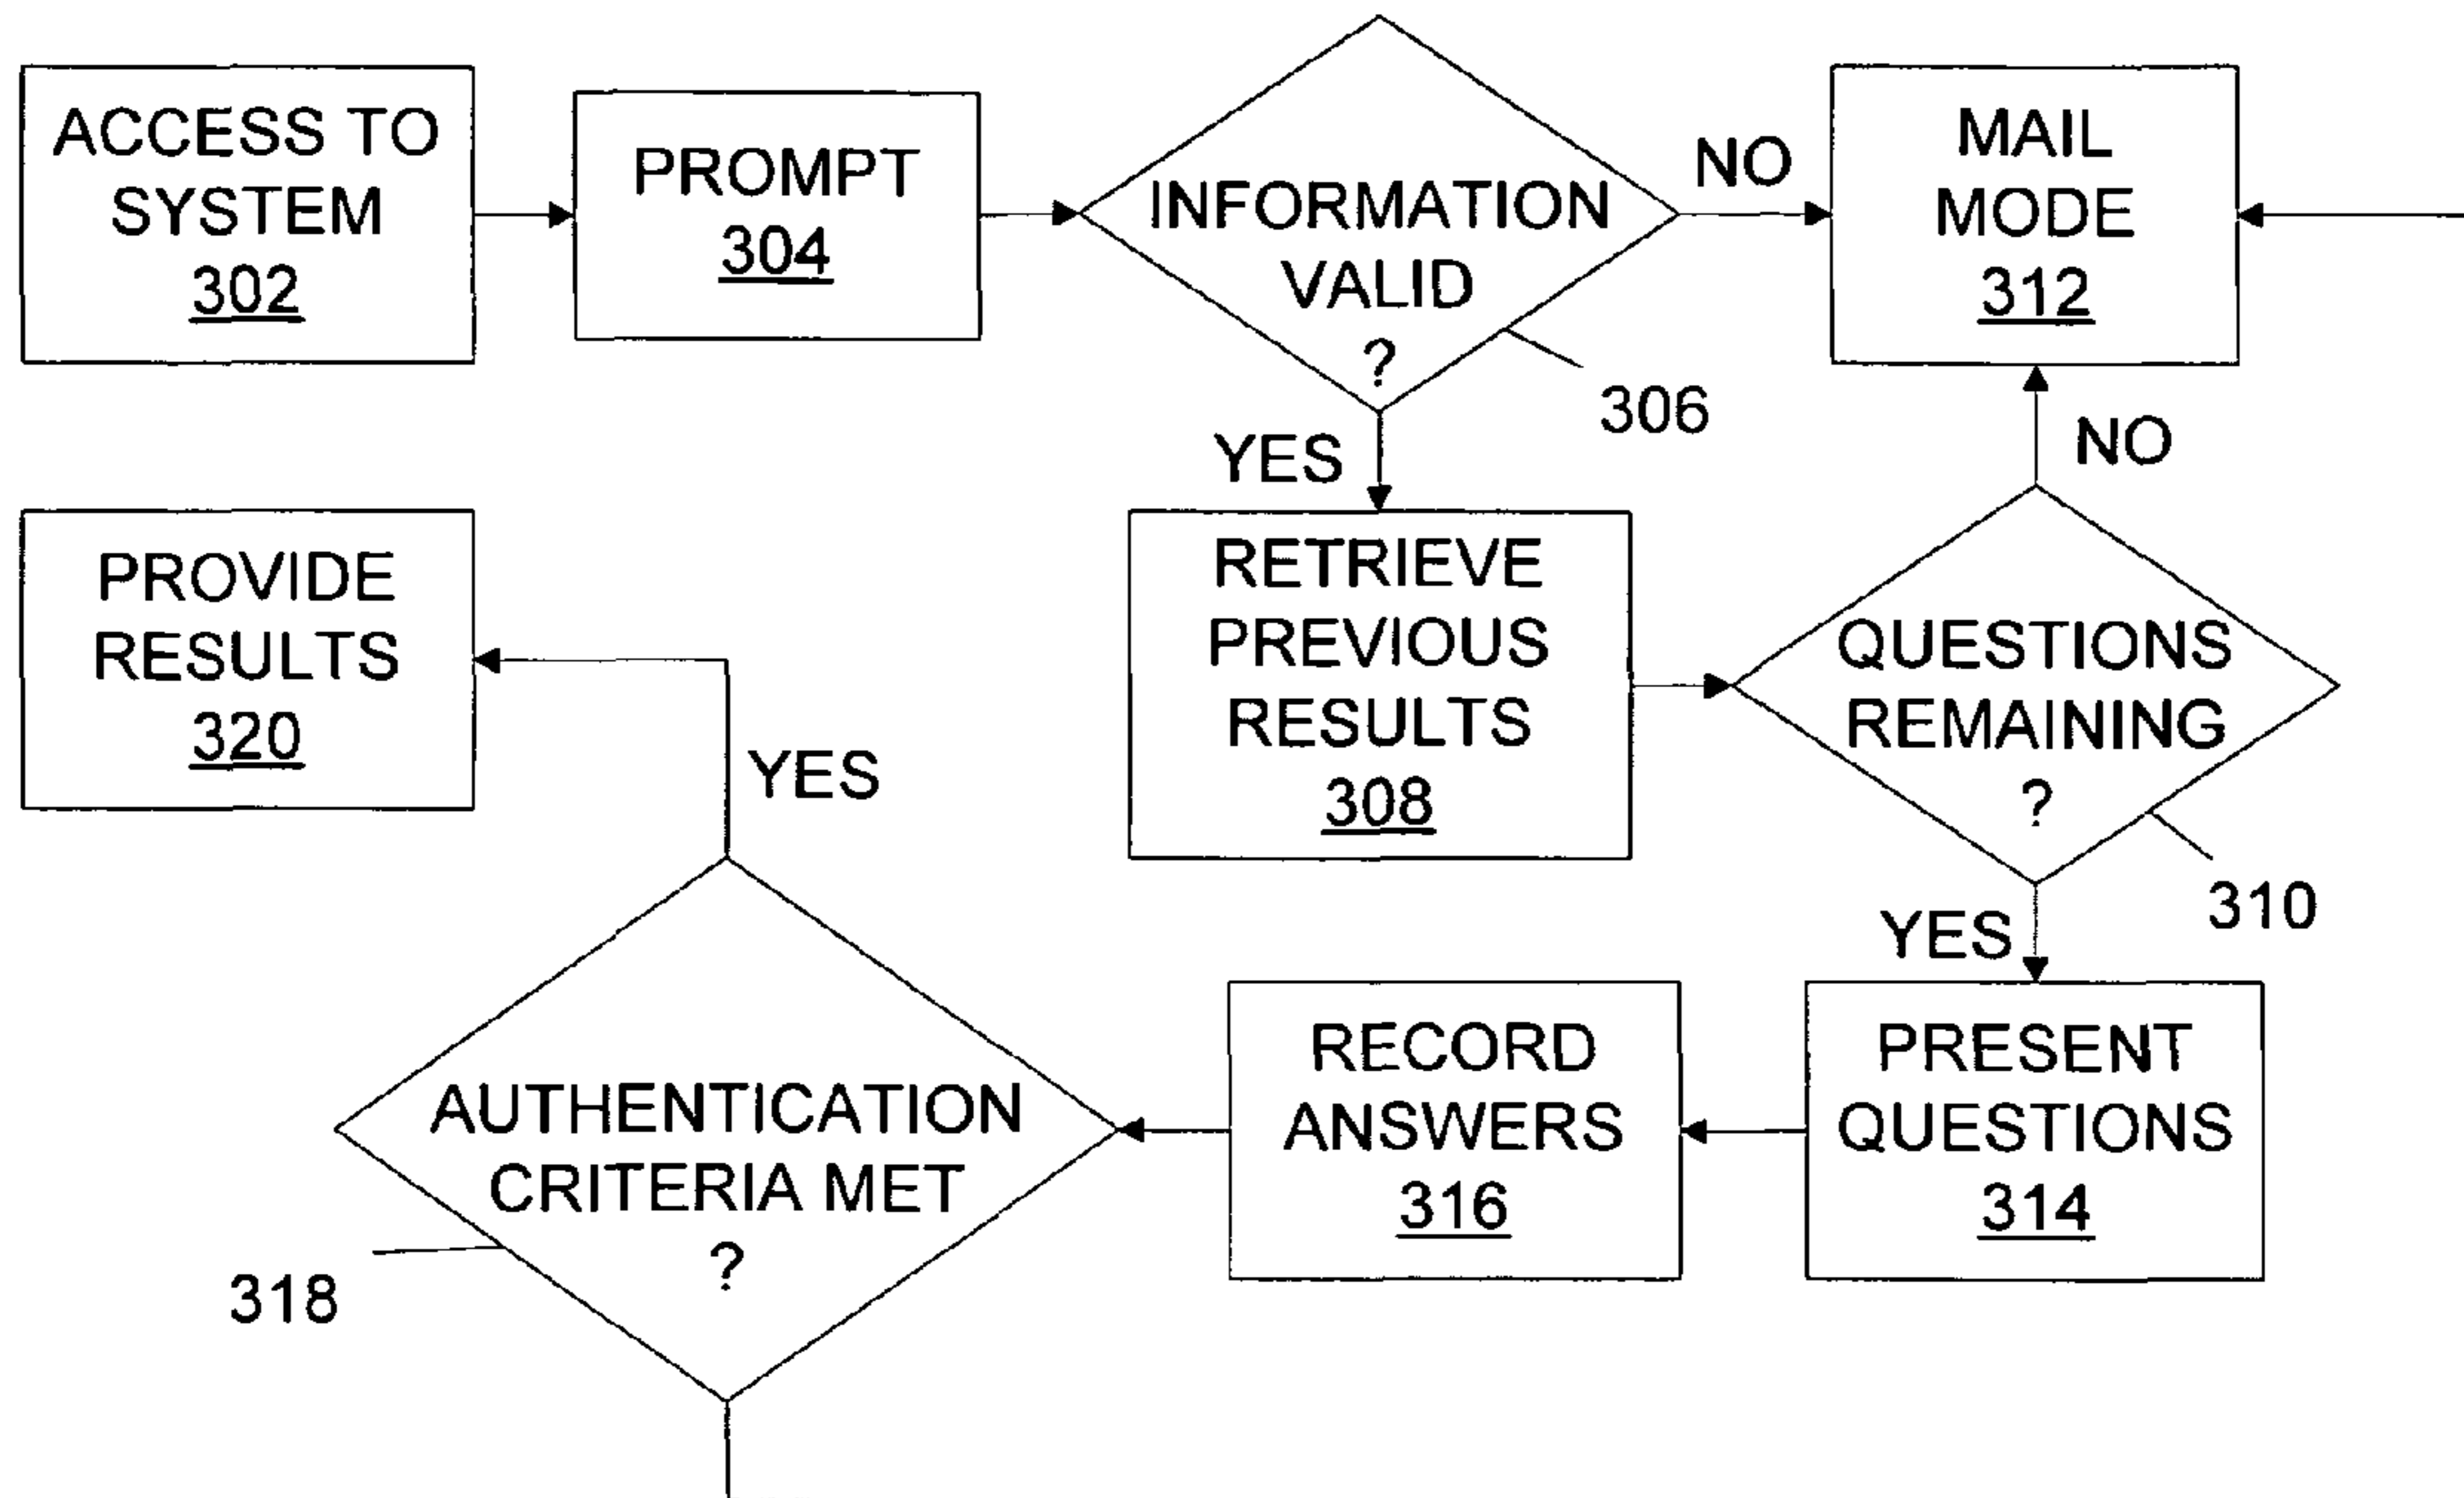 ACCESS TO
SYSTEM
302
PROMPT
304
INFORMATION
VALID
?
306
NO
MAIL
MODE
312
YES
NO
RETRIEVE
PREVIOUS
RESULTS
308
QUESTIONS
REMAINING
?
310
YES
PRESENT
QUESTIONS
314
RECORD
ANSWERS
316
AUTHENTICATION
CRITERIA MET
?
318
YES
PROVIDE
RESULTS
320